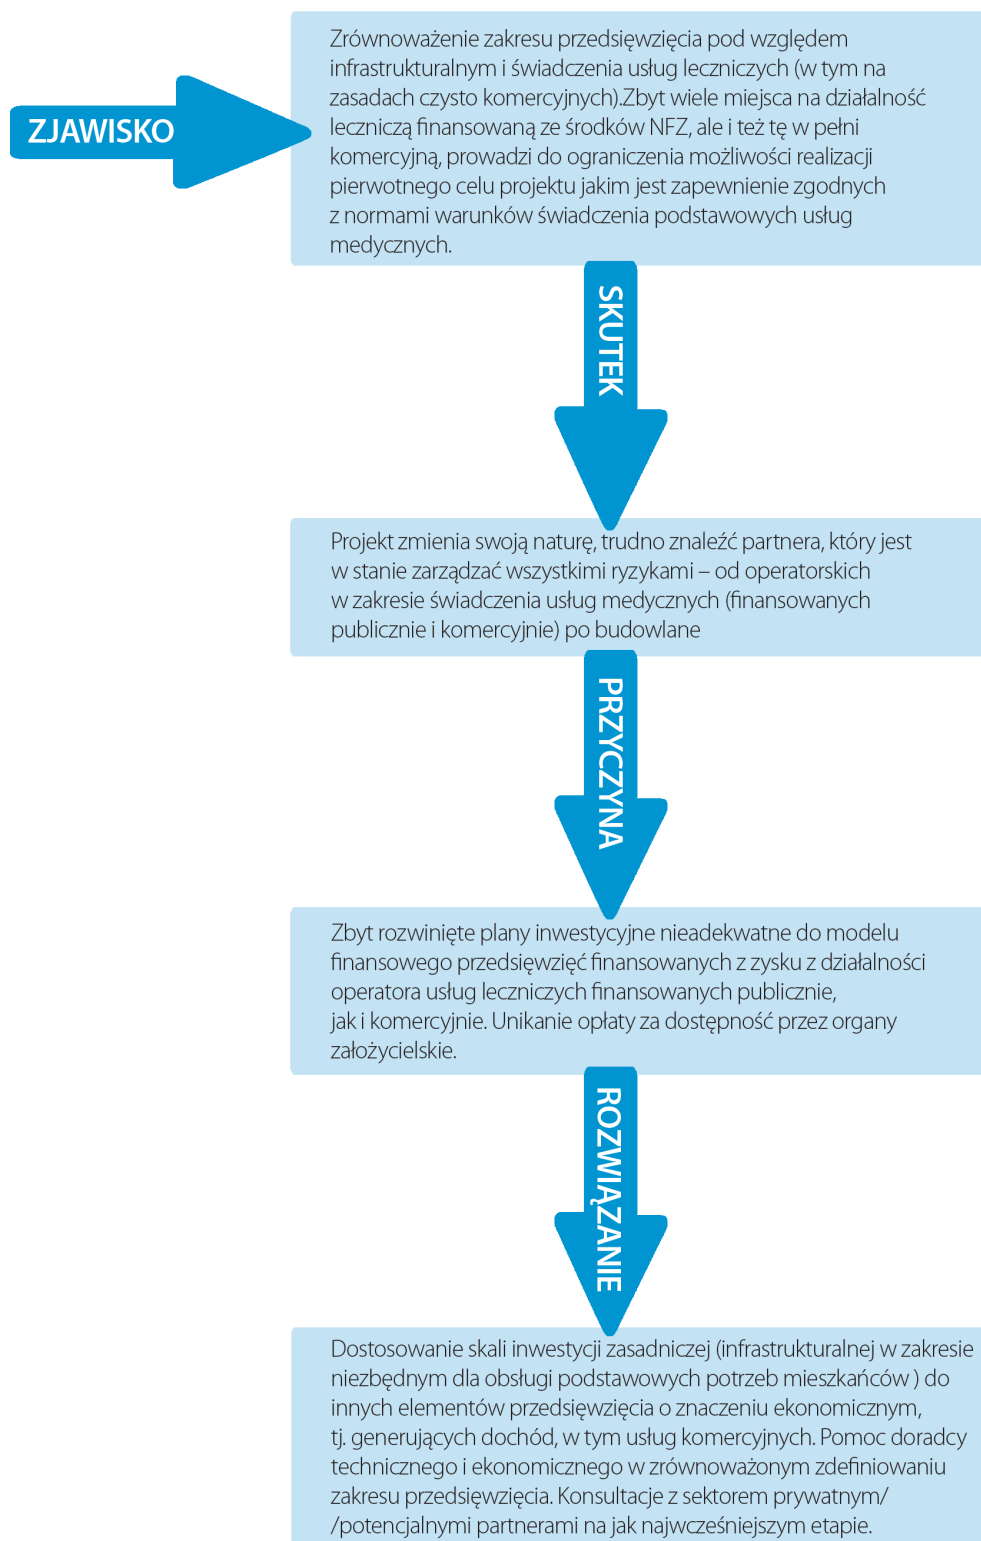 ZJAWISKO
Zrównoważenie zakresu przedsięwzięcia pod względem
infrastrukturalnym i świadczenia usług leczniczych (w tym na
zasadach czysto komercyjnych).Zbyt wiele miejsca na działalność
leczniczą finansowaną ze środków NFZ, ale i też tę w pełni
komercyjną, prowadzi do ograniczenia możliwości realizacji
pierwotnego celu projektu jakim jest zapewnienie zgodnych
z normami warunków świadczenia podstawowych usług
medycznych.
SKUTEK
Projekt zmienia swoją naturę, trudno znaleźć partnera, który jest
w stanie zarządzać wszystkimi ryzykami – od operatorskich
w zakresie świadczenia usług medycznych (finansowanych
publicznie i komercyjnie) po budowlane
PRZYCZYNA
Zbyt rozwinięte plany inwestycyjne nieadekwatne do modelu
finansowego przedsięwzięć finansowanych z zysku z działalności
operatora usług leczniczych finansowanych publicznie,
jak i komercyjnie. Unikanie opłaty za dostępność przez organy
założycielskie.
ROZWIĄZANIE
Dostosowanie skali inwestycji zasadniczej (infrastrukturalnej w zakresie
niezbędnym dla obsługi podstawowych potrzeb mieszkańców ) do
innych elementów przedsięwzięcia o znaczeniu ekonomicznym,
tj. generujących dochód, w tym usług komercyjnych. Pomoc doradcy
technicznego i ekonomicznego w zrównoważonym zdefiniowaniu
zakresu przedsięwzięcia. Konsultacje z sektorem prywatnym/
/potencjalnymi partnerami na jak najwcześniejszym etapie.